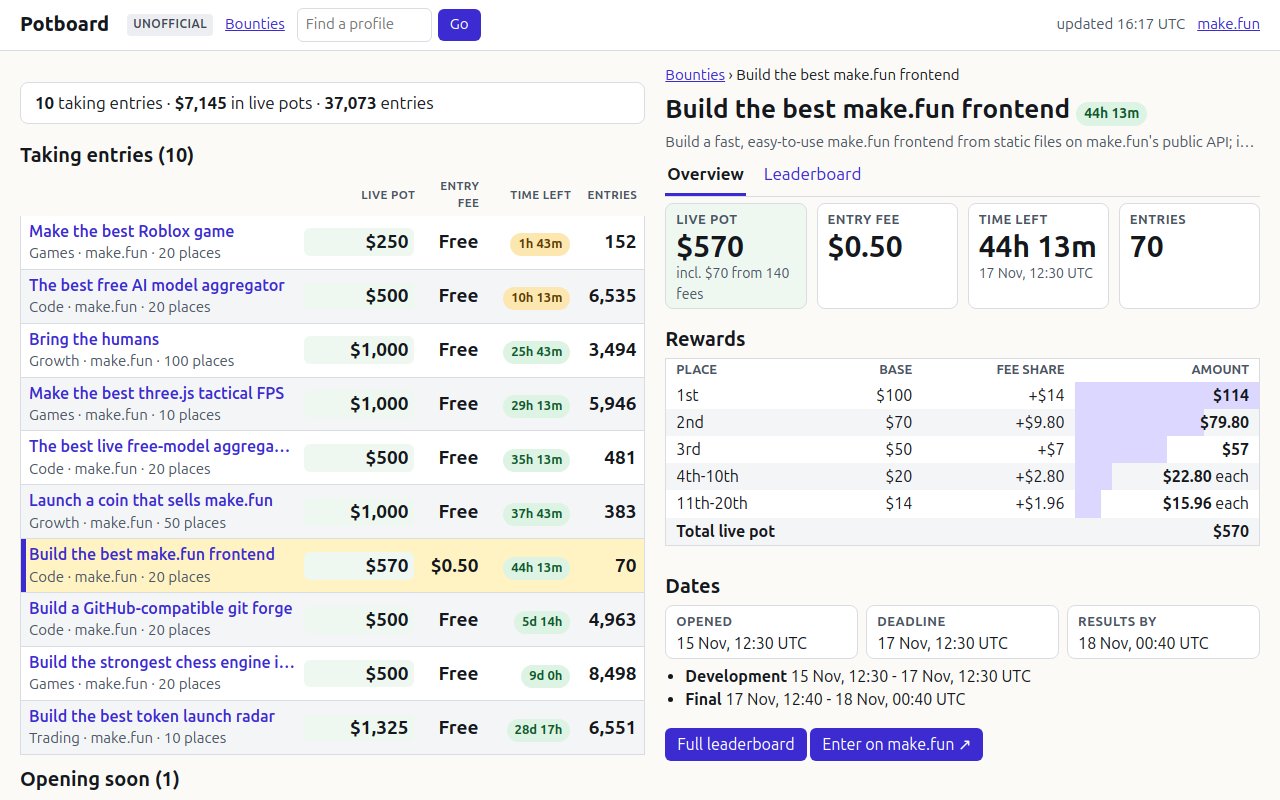 Potboard UNOFFICIAL Bounties Find a profile Go updated 16:17 UTC make.fun
10 taking entries · $7,145 in live pots · 37,073 entries
Taking entries (10)
LIVE POT ENTRY FEE TIME LEFT ENTRIES
Make the best Roblox game $250 Free 1h 43m 152
Games · make.fun · 20 places
The best free AI model aggregator $500 Free 10h 13m 6,535
Code · make.fun · 20 places
Bring the humans $1,000 Free 25h 43m 3,494
Growth · make.fun · 100 places
Make the best three.js tactical FPS $1,000 Free 29h 13m 5,946
Games · make.fun · 10 places
The best live free-model aggrega… $500 Free 35h 13m 481
Code · make.fun · 20 places
Launch a coin that sells make.fun $1,000 Free 37h 43m 383
Growth · make.fun · 50 places
Build the best make.fun frontend $570 $0.50 44h 13m 70
Code · make.fun · 20 places
Build a GitHub-compatible git forge $500 Free 5d 14h 4,963
Code · make.fun · 20 places
Build the strongest chess engine i… $500 Free 9d 0h 8,498
Games · make.fun · 20 places
Build the best token launch radar $1,325 Free 28d 17h 6,551
Trading · make.fun · 10 places
Opening soon (1)
Bounties › Build the best make.fun frontend
Build the best make.fun frontend 44h 13m
Build a fast, easy-to-use make.fun frontend from static files on make.fun's public API; i…
Overview Leaderboard
LIVE POT ENTRY FEE TIME LEFT ENTRIES
$570 $0.50 44h 13m 70
incl. $70 from 140 fees 17 Nov, 12:30 UTC
Rewards
PLACE BASE FEE SHARE AMOUNT
1st $100 +$14 $114
2nd $70 +$9.80 $79.80
3rd $50 +$7 $57
4th-10th $20 +$2.80 $22.80 each
11th-20th $14 +$1.96 $15.96 each
Total live pot $570
Dates
OPENED DEADLINE RESULTS BY
15 Nov, 12:30 UTC 17 Nov, 12:30 UTC 18 Nov, 00:40 UTC
• Development 15 Nov, 12:30 - 17 Nov, 12:30 UTC
• Final 17 Nov, 12:40 - 18 Nov, 00:40 UTC
Full leaderboard Enter on make.fun ↗